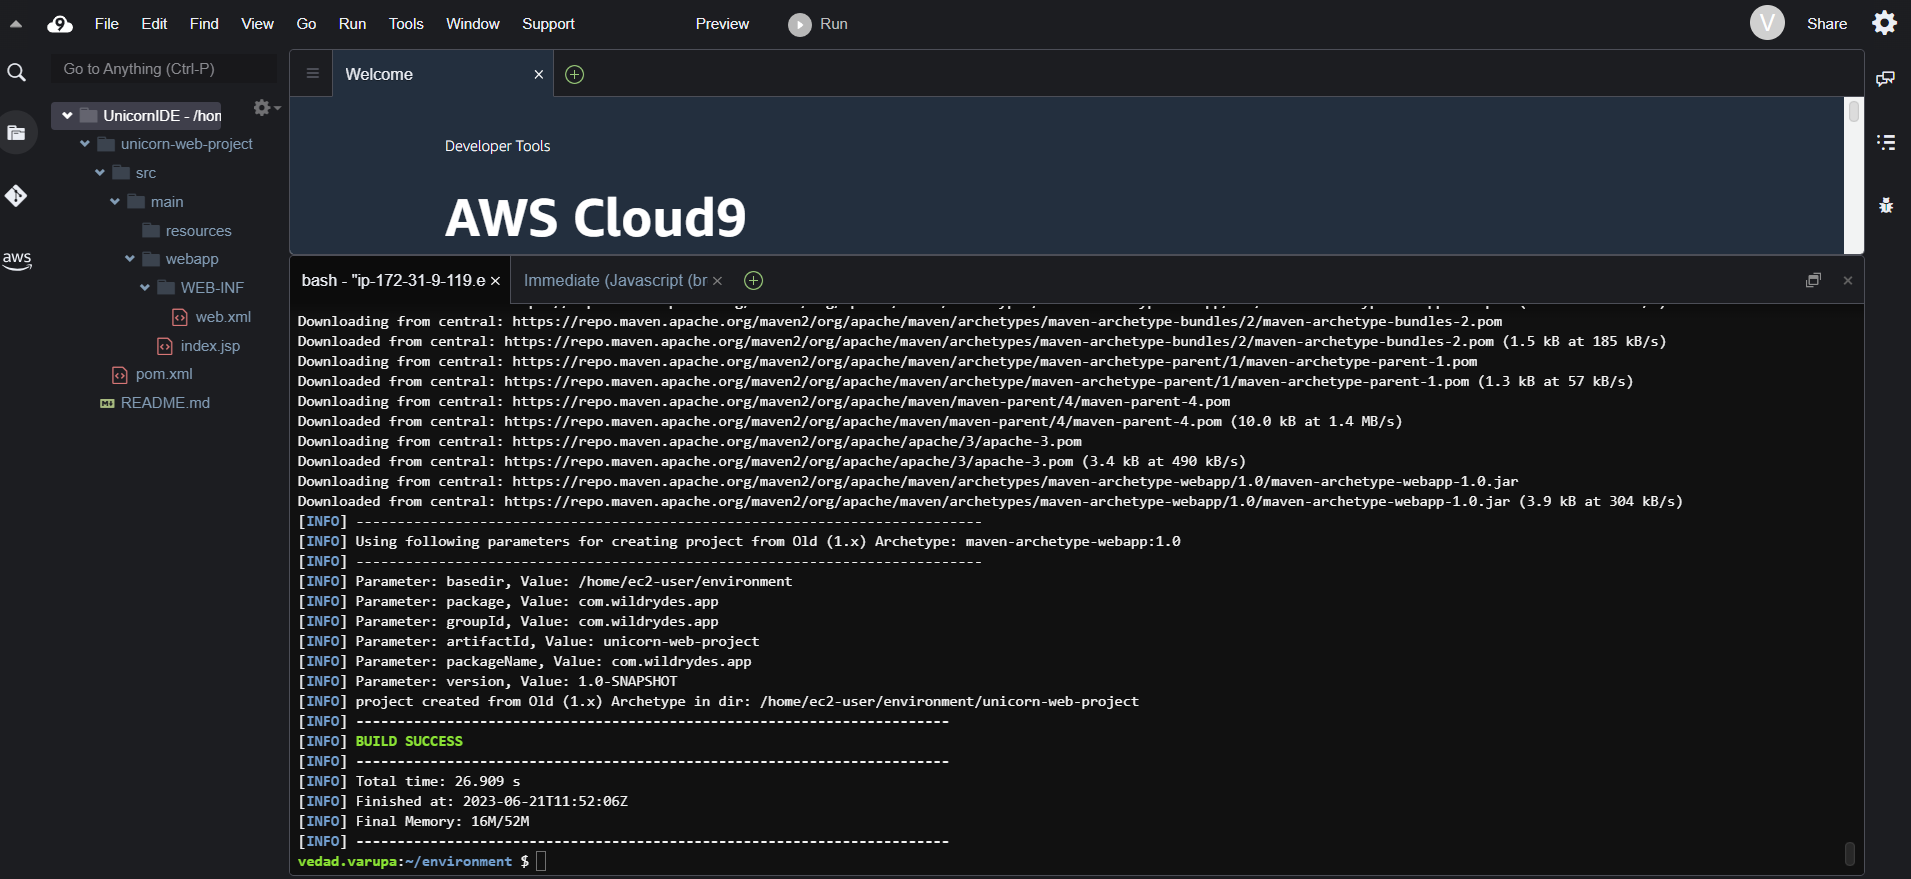 File Edit Find View Go Run Tools Window Support Preview Run V Share
Go to Anything (Ctrl-P)
UnicornIDE - /hom
unicorn-web-project
src
main
resources
webapp
WEB-INF
web.xml
index.jsp
pom.xml
README.md
aws
Welcome
Developer Tools
AWS Cloud9
bash - "ip-172-31-9-119.e Immediate (Javascript (br
Downloading from central: https://repo.maven.apache.org/maven2/org/apache/maven/archetypes/maven-archetype-bundles/2/maven-archetype-bundles-2.pom
Downloaded from central: https://repo.maven.apache.org/maven2/org/apache/maven/archetypes/maven-archetype-bundles/2/maven-archetype-bundles-2.pom (1.5 kB at 185 kB/s)
Downloading from central: https://repo.maven.apache.org/maven2/org/apache/maven/archetype/maven-archetype-parent/1/maven-archetype-parent-1.pom
Downloaded from central: https://repo.maven.apache.org/maven2/org/apache/maven/archetype/maven-archetype-parent/1/maven-archetype-parent-1.pom (1.3 kB at 57 kB/s)
Downloading from central: https://repo.maven.apache.org/maven2/org/apache/maven/maven-parent/4/maven-parent-4.pom
Downloaded from central: https://repo.maven.apache.org/maven2/org/apache/maven/maven-parent/4/maven-parent-4.pom (10.0 kB at 1.4 MB/s)
Downloading from central: https://repo.maven.apache.org/maven2/org/apache/apache/3/apache-3.pom
Downloaded from central: https://repo.maven.apache.org/maven2/org/apache/apache/3/apache-3.pom (3.4 kB at 490 kB/s)
Downloading from central: https://repo.maven.apache.org/maven2/org/apache/maven/archetypes/maven-archetype-webapp/1.0/maven-archetype-webapp-1.0.jar
Downloaded from central: https://repo.maven.apache.org/maven2/org/apache/maven/archetypes/maven-archetype-webapp/1.0/maven-archetype-webapp-1.0.jar (3.9 kB at 304 kB/s)
[INFO] ----------------------------------------------------------------------------
[INFO] Using following parameters for creating project from Old (1.x) Archetype: maven-archetype-webapp:1.0
[INFO] ----------------------------------------------------------------------------
[INFO] Parameter: basedir, Value: /home/ec2-user/environment
[INFO] Parameter: package, Value: com.wildrydes.app
[INFO] Parameter: groupId, Value: com.wildrydes.app
[INFO] Parameter: artifactId, Value: unicorn-web-project
[INFO] Parameter: packageName, Value: com.wildrydes.app
[INFO] Parameter: version, Value: 1.0-SNAPSHOT
[INFO] project created from Old (1.x) Archetype in dir: /home/ec2-user/environment/unicorn-web-project
[INFO] ------------------------------------------------------------------------
[INFO] BUILD SUCCESS
[INFO] ------------------------------------------------------------------------
[INFO] Total time: 26.909 s
[INFO] Finished at: 2023-06-21T11:52:06Z
[INFO] Final Memory: 16M/52M
[INFO] ------------------------------------------------------------------------
vedad.varupa:~/environment $